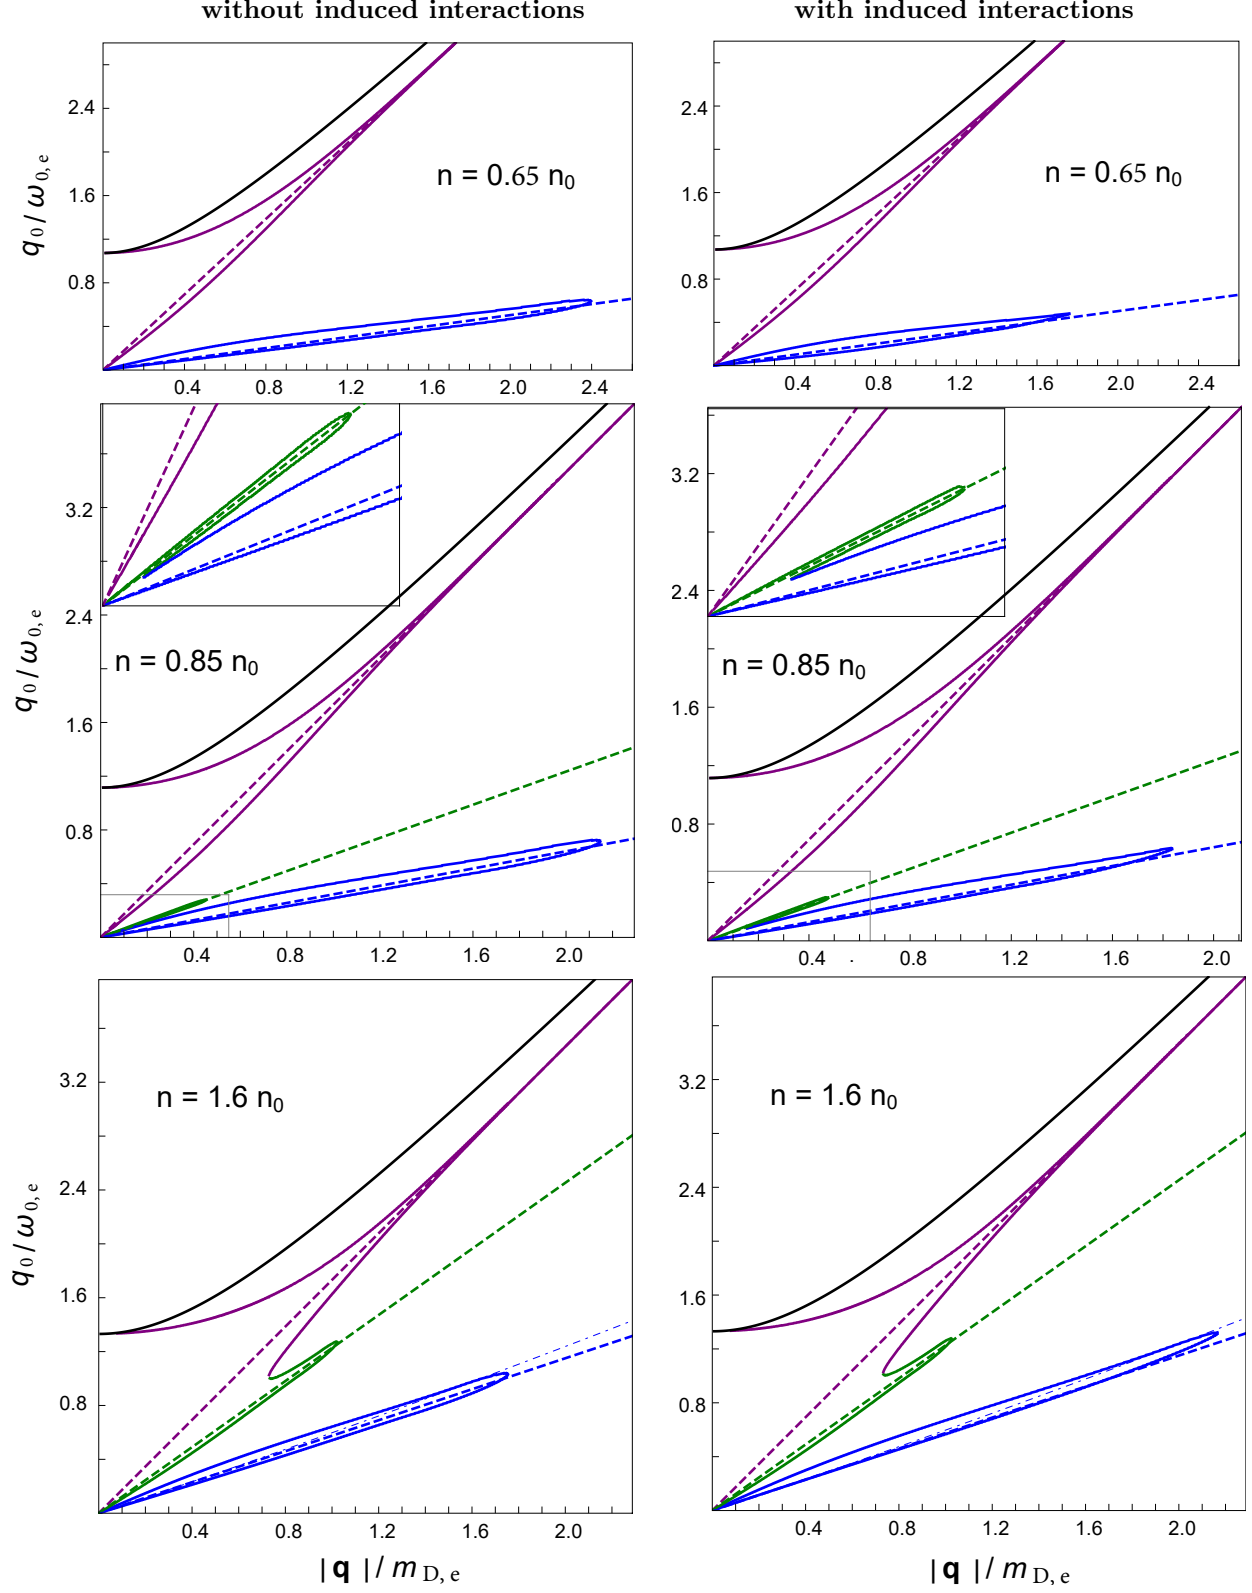 without induced interactions
with induced interactions
q₀ / ω₀, e
2.4
1.6
0.8
n = 0.65 n₀
0.4 0.8 1.2 1.6 2.0 2.4
2.4
1.6
0.8
n = 0.65 n₀
0.4 0.8 1.2 1.6 2.0 2.4
q₀ / ω₀, e
3.2
2.4
1.6
0.8
n = 0.85 n₀
0.4 0.8 1.2 1.6 2.0
3.2
2.4
1.6
0.8
n = 0.85 n₀
0.4 0.8 1.2 1.6 2.0
q₀ / ω₀, e
3.2
2.4
1.6
0.8
n = 1.6 n₀
0.4 0.8 1.2 1.6 2.0
| q | / m D, e
3.2
2.4
1.6
0.8
n = 1.6 n₀
0.4 0.8 1.2 1.6 2.0
| q | / m D, e